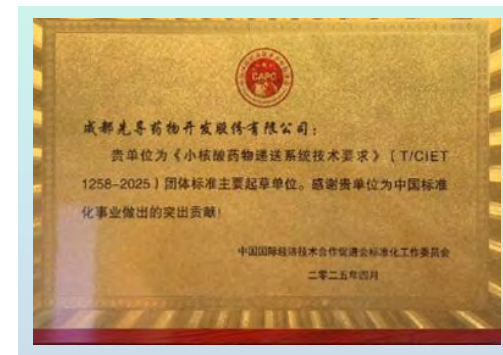 CAPC
成都先导药物开发股份有限公司：
贵单位为《小核酸药物递送系统技术要求》（T/CIET
1258-2025）团体标准主要起草单位。感谢贵单位为中国标准
化事业做出的突出贡献！
中国国际经济技术合作促进会标准化工作委员会
二零二五年四月